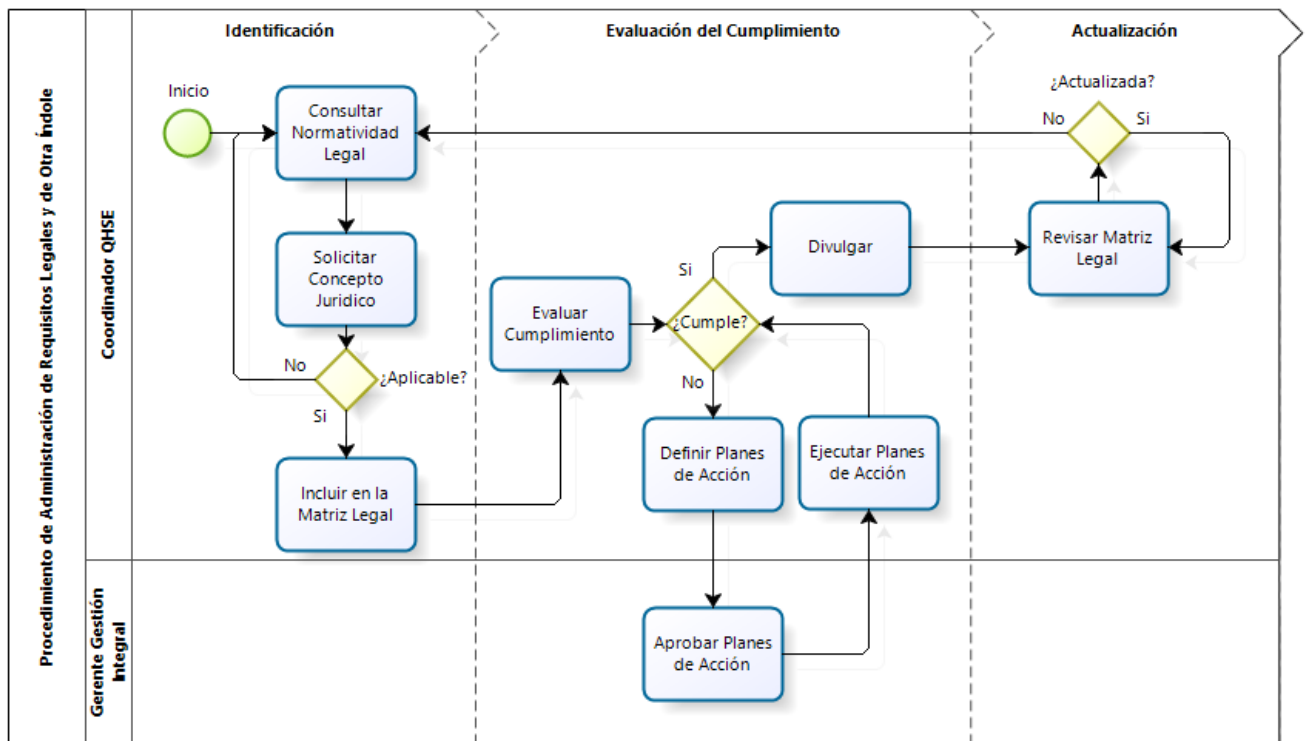 Procedimiento de Administración de Requisitos Legales y de Otra Índole
Coordinador QHSE
Gerente Gestión
Integral
Identificación
Evaluación del Cumplimiento
Actualización
Inicio
Consultar
Normatividad
Legal
Solicitar
Concepto
Juridico
No
¿Aplicable?
Si
Incluir en la
Matriz Legal
Evaluar
Cumplimiento
Si
¿Cumple?
No
Divulgar
Definir Planes
de Acción
Ejecutar Planes
de Acción
Aprobar Planes
de Acción
¿Actualizada?
No
Si
Revisar Matriz
Legal